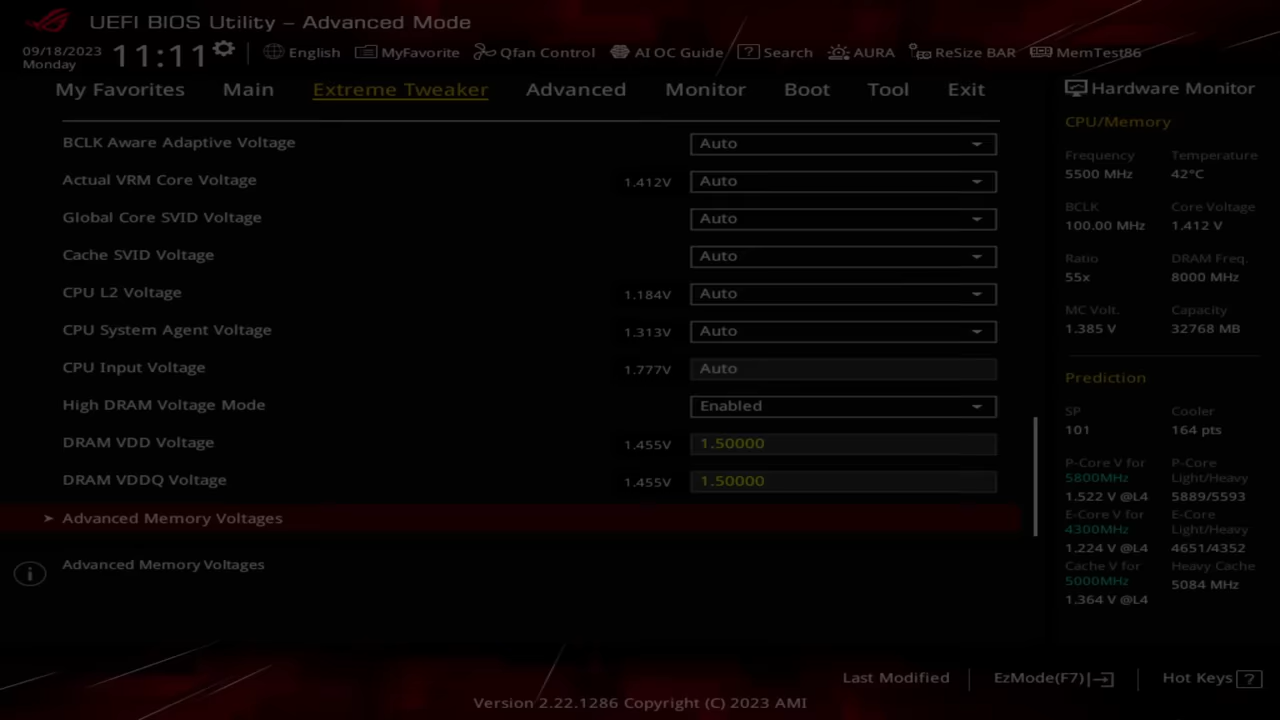 UEFI BIOS Utility – Advanced Mode
09/18/2023
Monday
11:11
English
MyFavorite
Qfan Control
AI OC Guide
? Search
AURA
ReSize BAR
MemTest86
My Favorites
Main
Extreme Tweaker
Advanced
Monitor
Boot
Tool
Exit
BCLK Aware Adaptive Voltage
Auto
Actual VRM Core Voltage
1.412V
Auto
Global Core SVID Voltage
Auto
Cache SVID Voltage
Auto
CPU L2 Voltage
1.184V
Auto
CPU System Agent Voltage
1.313V
Auto
CPU Input Voltage
1.777V
Auto
High DRAM Voltage Mode
Enabled
DRAM VDD Voltage
1.455V
1.50000
DRAM VDDQ Voltage
1.455V
1.50000
Advanced Memory Voltages
Advanced Memory Voltages
Hardware Monitor
CPU/Memory
Frequency Temperature
5500 MHz 42°C
BCLK Core Voltage
100.00 MHz 1.412 V
Ratio DRAM Freq.
55x 8000 MHz
MC Volt. Capacity
1.385 V 32768 MB
Prediction
SP Cooler
101 164 pts
P-Core V for P-Core
5800MHz Light/Heavy
1.522 V @L4 5889/5593
E-Core V for E-Core
4300MHz Light/Heavy
1.224 V @L4 4651/4352
Cache V for Heavy Cache
5000MHz 5084 MHz
1.364 V @L4
Last Modified
EzMode(F7)
Hot Keys ?
Version 2.22.1286 Copyright (C) 2023 AMI